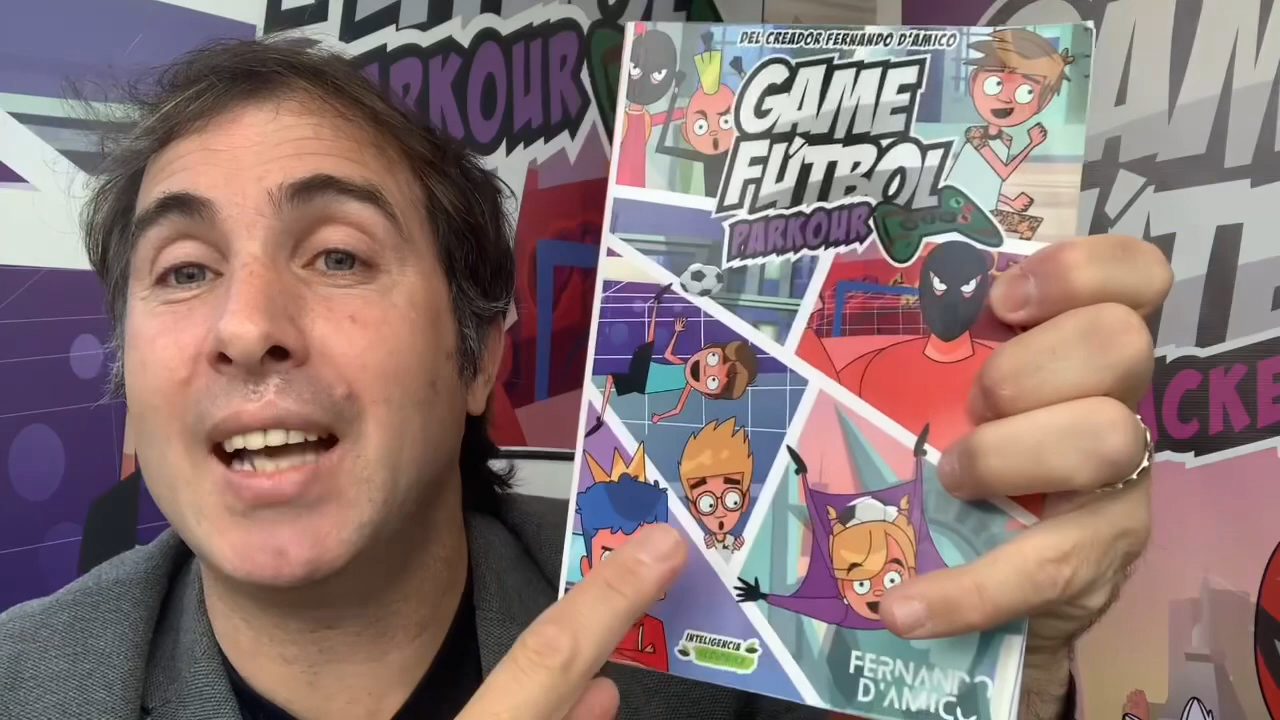 PARKOUR
DEL CREADOR FERNANDO D'AMICO
GAME
FÚTBOL
PARKOUR
INTELIGENCIA
FERNANDO
D'AMICO